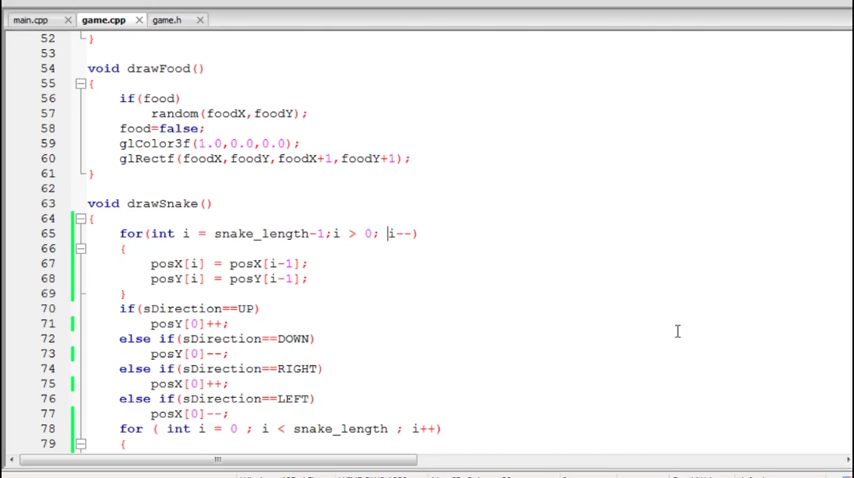 main.cpp game.cpp game.h
52 }
53
54 void drawFood()
55 {
56 if(food)
57 random(foodX,foodY);
58 food=false;
59 glColor3f(1.0,0.0,0.0);
60 glRectf(foodX,foodY,foodX+1,foodY+1);
61 }
62
63 void drawSnake()
64 {
65 for(int i = snake_length-1;i > 0; i--)
66 {
67 posX[i] = posX[i-1];
68 posY[i] = posY[i-1];
69 }
70 if(sDirection==UP)
71 posY[0]++;
72 else if(sDirection==DOWN)
73 posY[0]--;
74 else if(sDirection==RIGHT)
75 posX[0]++;
76 else if(sDirection==LEFT)
77 posX[0]--;
78 for ( int i = 0 ; i < snake_length ; i++)
79 {